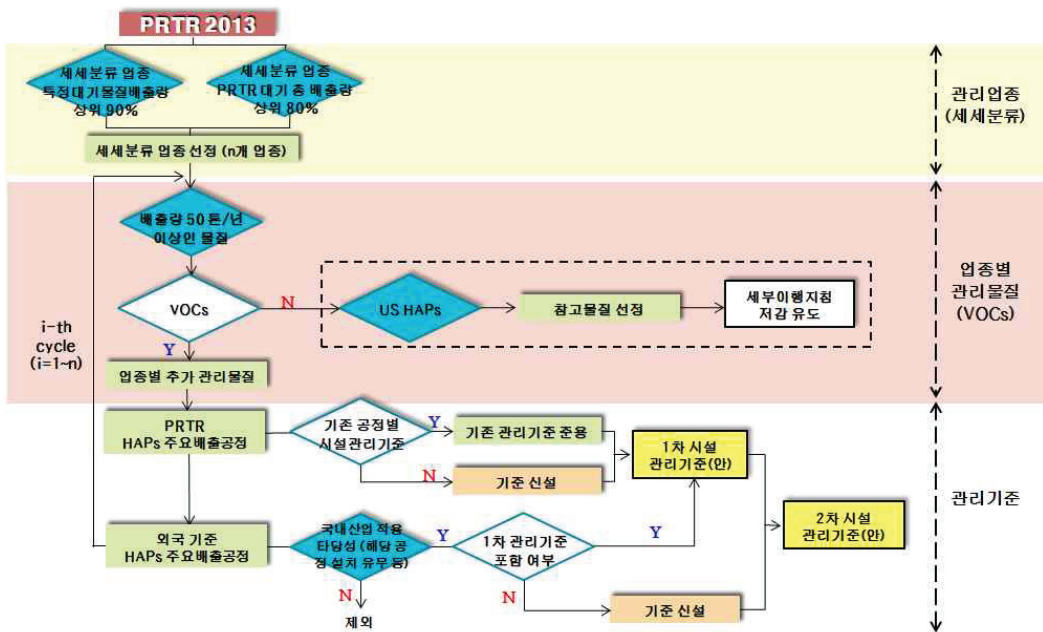 PRTR 2013
세세분류 업종
특정대기물질배출량
상위 90%
세세분류 업종
PRTR 대기 총 배출량
상위 80%
관리업종
(세세분류)
세세분류 업종 선정 (n개 업종)
배출량 50 톤/년
이상인 물질
VOCs
N
US HAPs
참고물질 선정
세부이행지침
저감 유도
업종별
관리물질
(VOCs)
i-th
cycle
(i=1~n)
Y
업종별 추가 관리물질
PRTR
HAPs 주요배출공정
기존 공정별
시설관리기준
Y
기존 관리기준 준용
1차 시설
관리기준(안)
N
기준 신설
관리기준
2차 시설
관리기준(안)
외국 기준
HAPs 주요배출공정
국내산업 적용
타당성 (해당 공
정 설치 유무 등)
Y
1차 관리기준
포함 여부
Y
N
제외
N
기준 신설